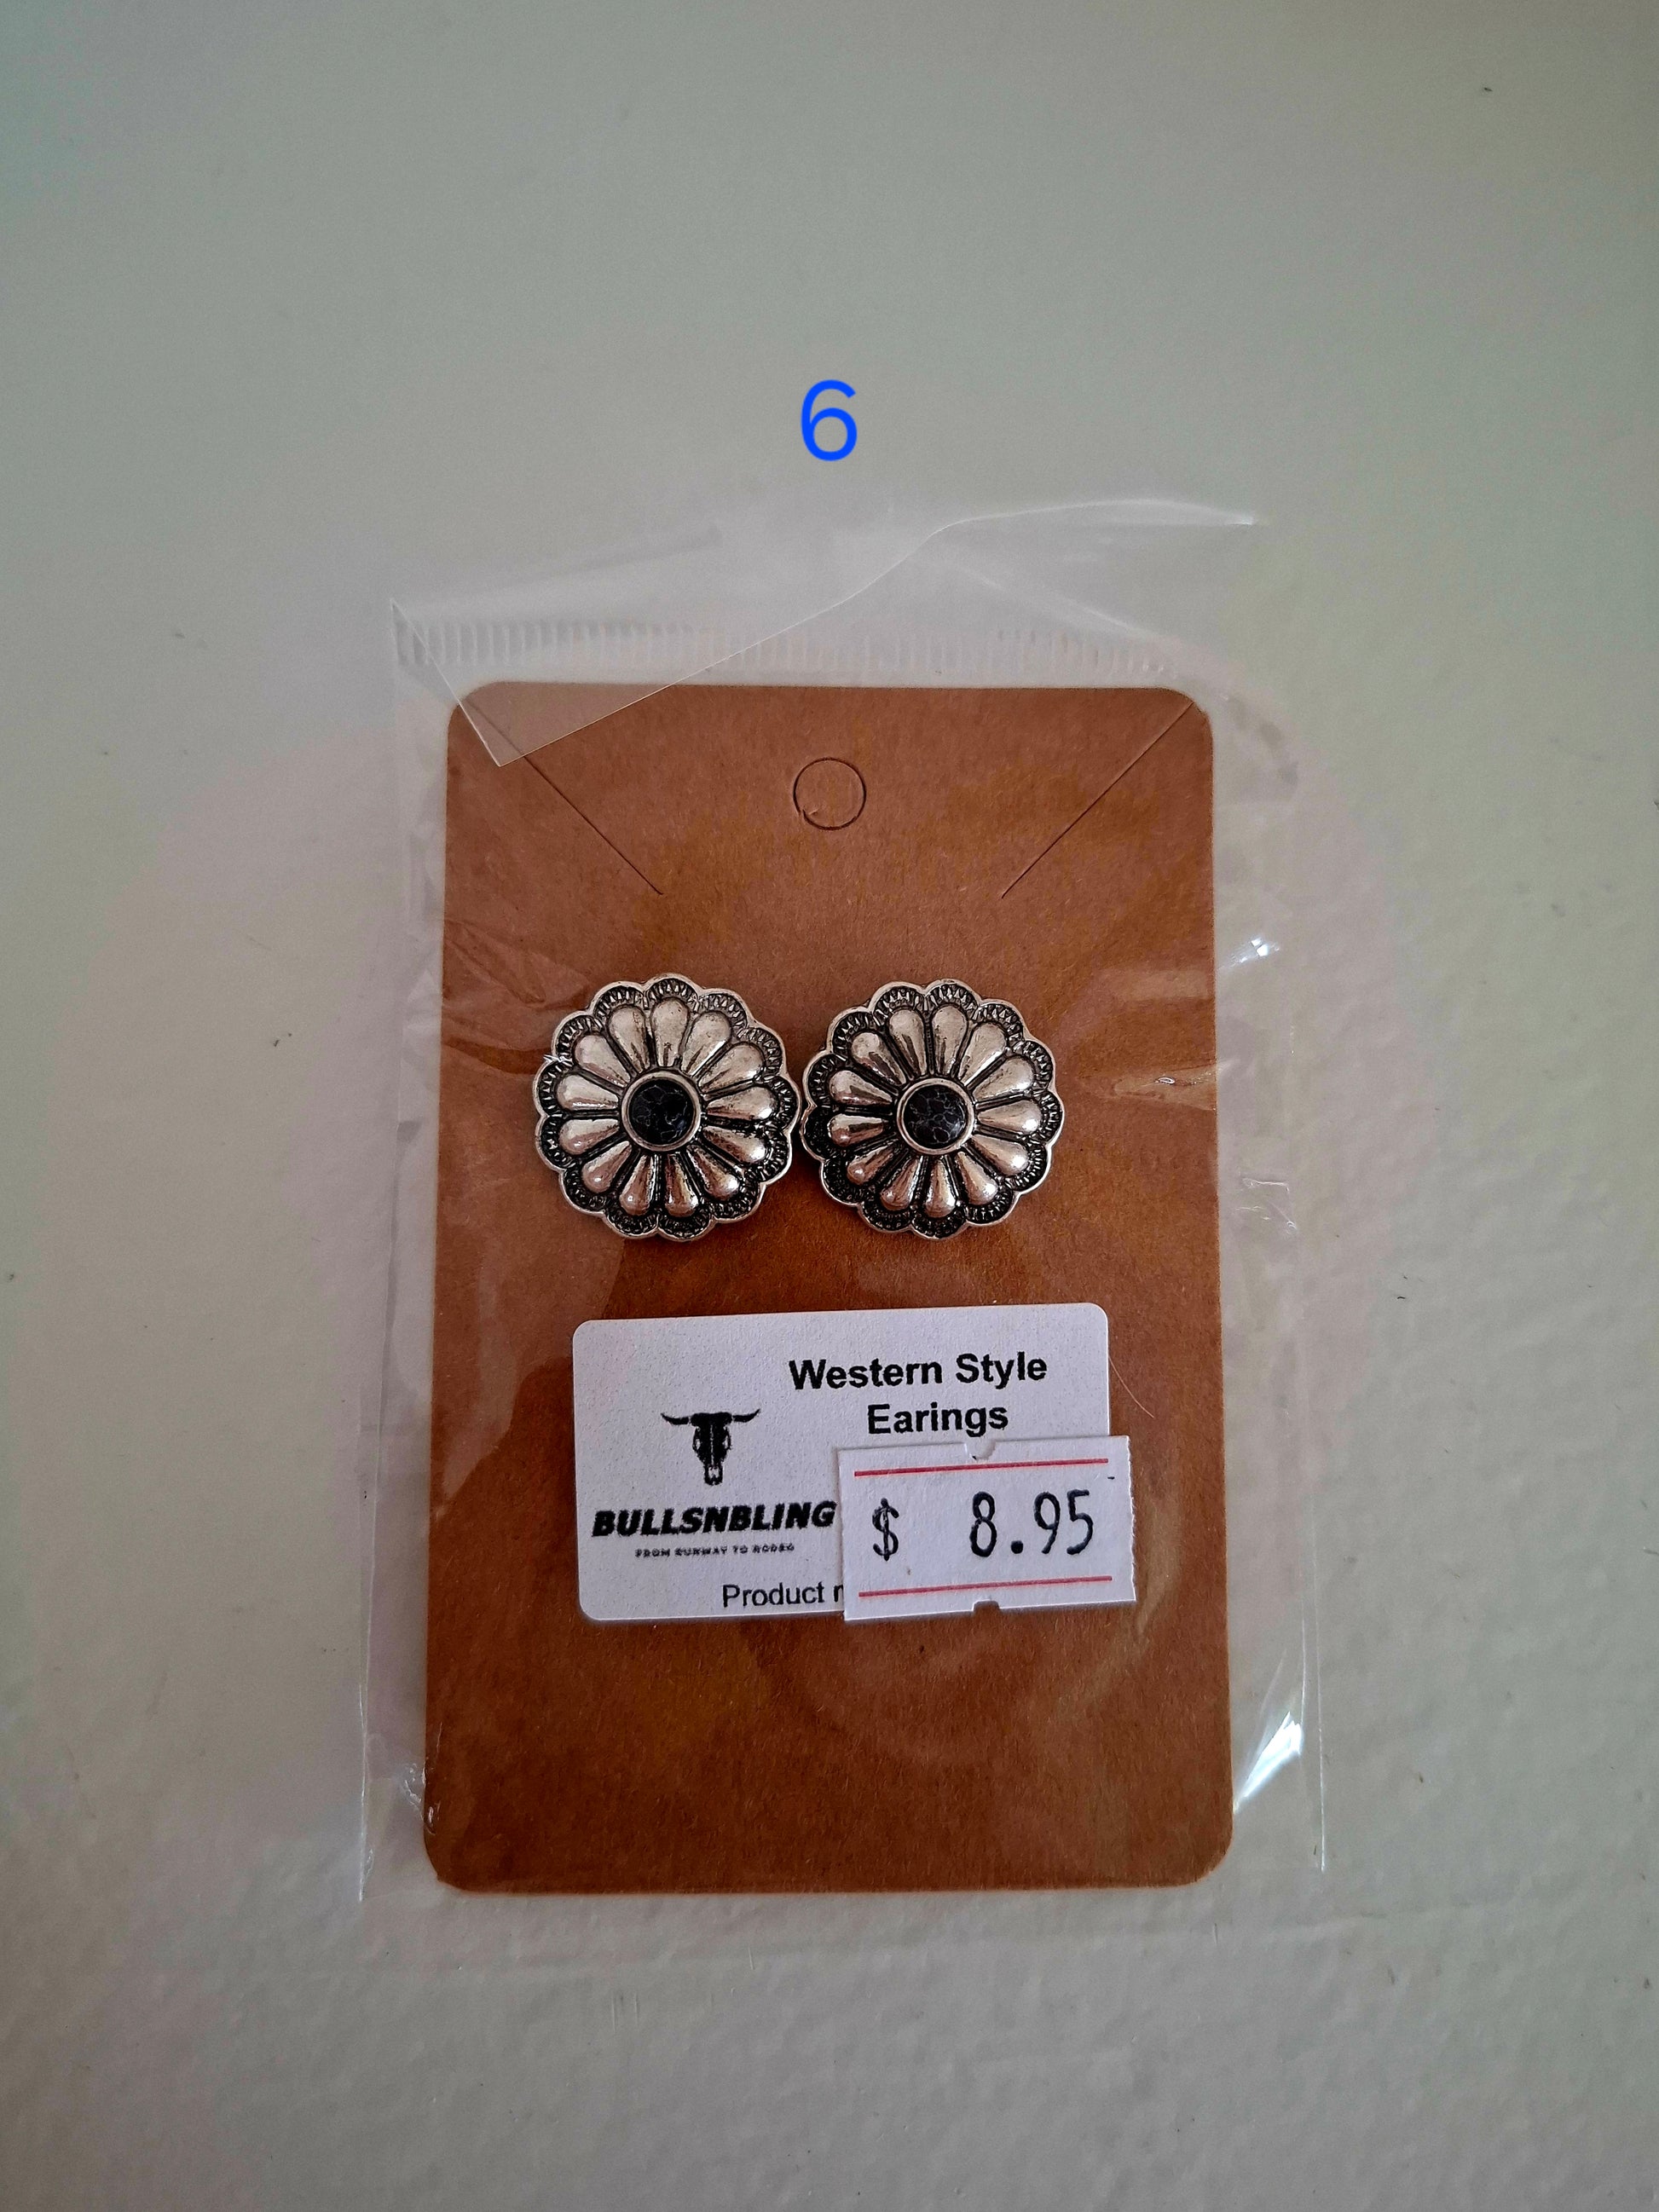 6
Western Style
Earings
BULLSNBLING
FROM RUNWAY TO RODEO
$ 8.95
Product